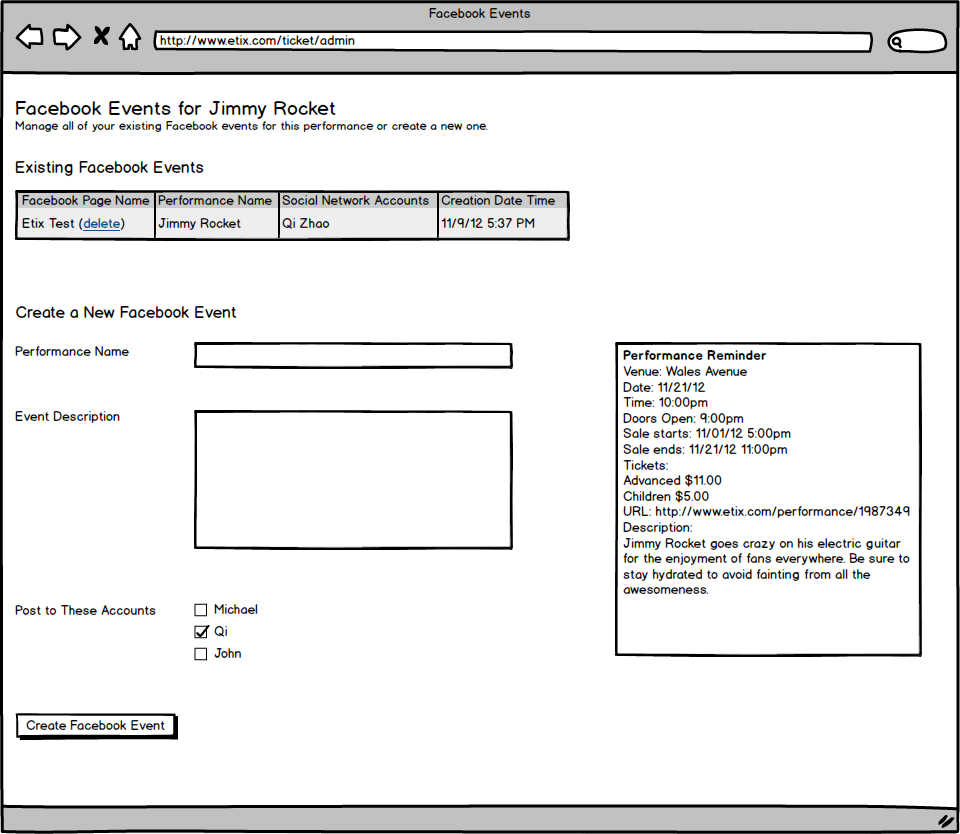 Facebook Events
http://www.etix.com/ticket/admin
Facebook Events for Jimmy Rocket
Manage all of your existing Facebook events for this performance or create a new one.
Existing Facebook Events
Facebook Page Name Performance Name Social Network Accounts Creation Date Time
Etix Test (delete) Jimmy Rocket Qi Zhao 11/9/12 5:37 PM
Create a New Facebook Event
Performance Name
Event Description
Post to These Accounts
Michael
Qi
John
Create Facebook Event
Performance Reminder
Venue: Wales Avenue
Date: 11/21/12
Time: 10:00pm
Doors Open: 9:00pm
Sale starts: 11/01/12 5:00pm
Sale ends: 11/21/12 11:00pm
Tickets:
Advanced $11.00
Children $5.00
URL: http://www.etix.com/performance/1987349
Description:
Jimmy Rocket goes crazy on his electric guitar
for the enjoyment of fans everywhere. Be sure to
stay hydrated to avoid fainting from all the
awesomeness.